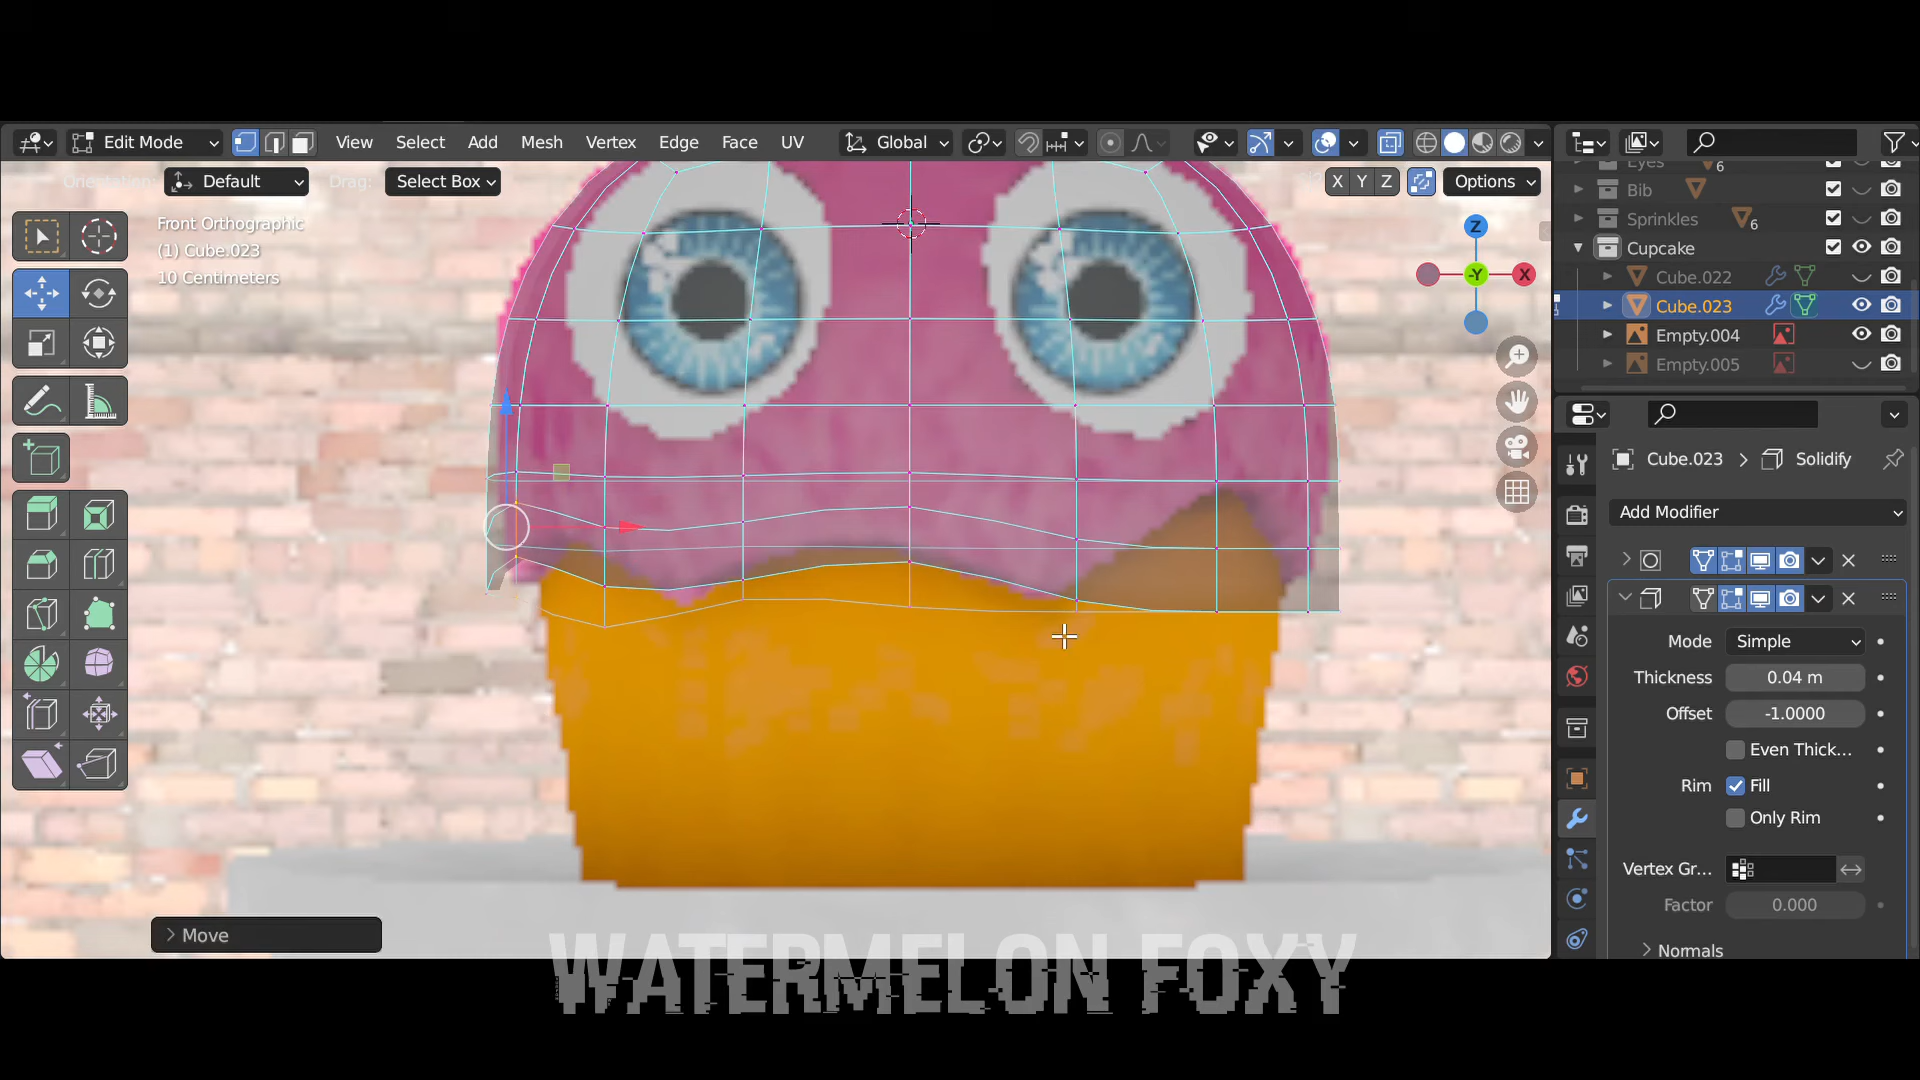 Edit Mode View Select Add Mesh Vertex Edge Face UV Global
Orientation: Default Drag: Select Box X Y Z Options
Front Orthographic
(1) Cube.023
10 Centimeters
Z
-Y X
Move
Eyes 6
Bib
Sprinkles 6
Cupcake
Cube.022
Cube.023
Empty.004
Empty.005
Cube.023 > Solidify
Add Modifier
Mode Simple
Thickness 0.04 m
Offset -1.0000
Even Thick...
Rim Fill
Only Rim
Vertex Gr...
Factor 0.000
Normals
WATERMELON FOXY